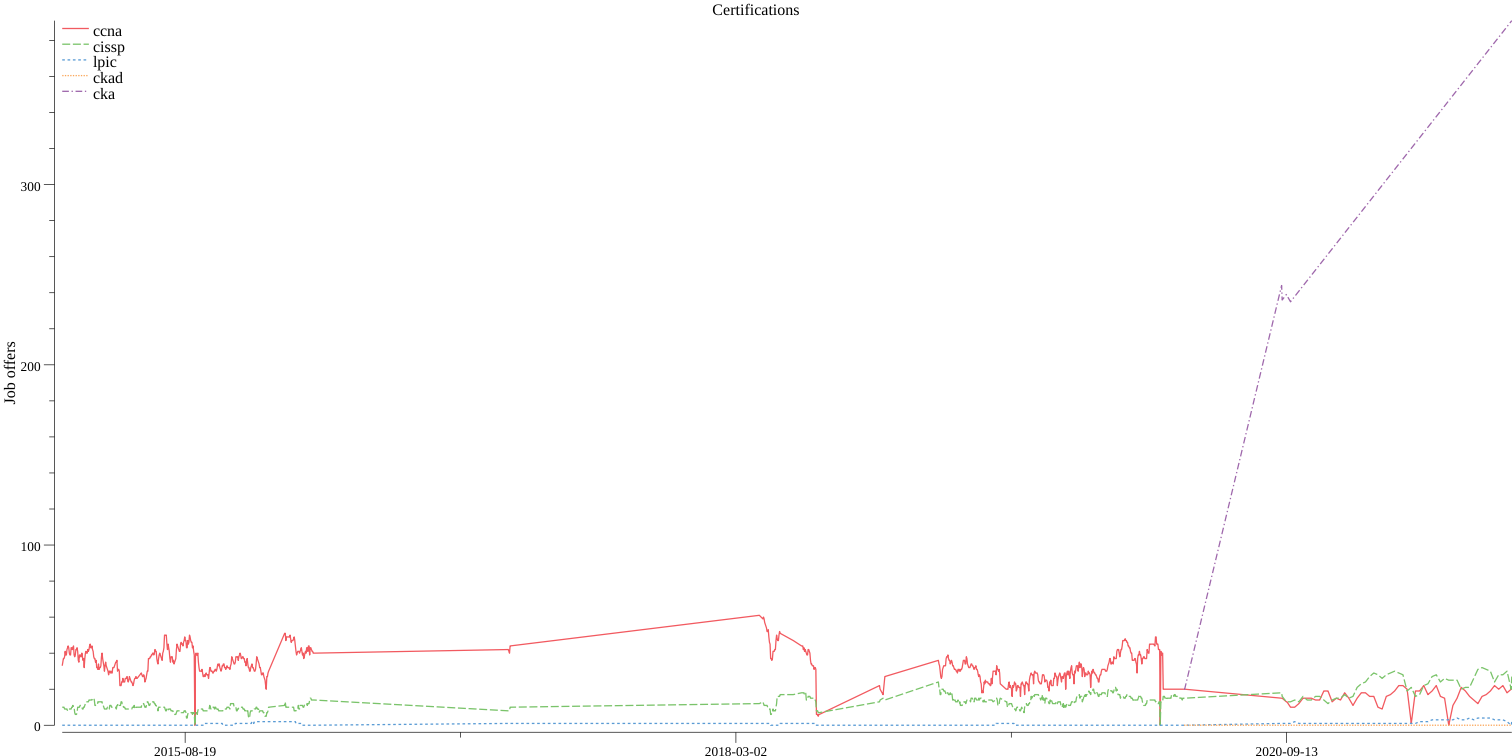 Certifications
ccna
cissp
lpic
ckad
cka
300
200
100
0
Job offers
2015-08-19
2018-03-02
2020-09-13